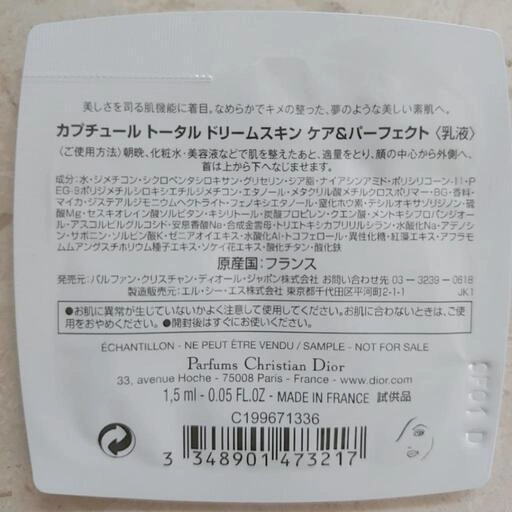 美しさを司る肌機能に着目。なめらかでキメの整った、夢のような美しい素肌へ。
カプチュール トータル ドリームスキン ケア&パーフェクト〈乳液〉
〈ご使用方法〉朝晩、化粧水・美容液などで肌を整えたあと、適量をとり、顔の中心から外側へ、
首は上から下へなじませます。
成分:水・ジメチコン・シクロペンタシロキサン・グリセリン・シア脂・ナイアシンアミド・ポリシリコーン-11・P
EG-9ポリジメチルシロキシエチルジメチコン・エタノール・メタクリル酸メチルクロスポリマー・BG・香料・
マイカ・ジステアルジモニウムヘクトライト・フェノキシエタノール・窒化ホウ素・テシルオキサゾリジノン・硫
酸Mg・セスキオレイン酸ソルビタン・キシリトール・炭酸プロピレン・クエン酸・メントキシプロパンジオ
ール・アスコルビルグルコシド・安息香酸Na・合成金雲母・トリエトキシカプリリルシラン・水酸化Na・アデノシ
ン・サポニン・ソルビン酸K・ゼニアオイエキス・水酸化Al・トコフェロール・異性化糖・紅藻エキス・アフラモ
ムムアングスチホリウム種子エキス・ソケイ花エキス・酸化チタン・酸化鉄
原産国:フランス
発売元:パルファン・クリスチャン・ディオール・ジャポン株式会社 お問い合わせ先 03-3239-0618
製造販売元:エル・シー・エス株式会社 東京都千代田区平河町2-1-1 JK1
●お肌に異常が生じていないかよく注意して使用してください。お肌に合わないときは、ご使用
をおやめください。●開封後はすぐにお使いください。
ÉCHANTILLON - NE PEUT ÊTRE VENDU / SAMPLE - NOT FOR SALE
Parfums Christian Dior
33, avenue Hoche - 75008 Paris - France - www.dior.com
1,5 ml - 0.05 FL.OZ - MADE IN FRANCE 試供品
C199671336
3 348901 473217